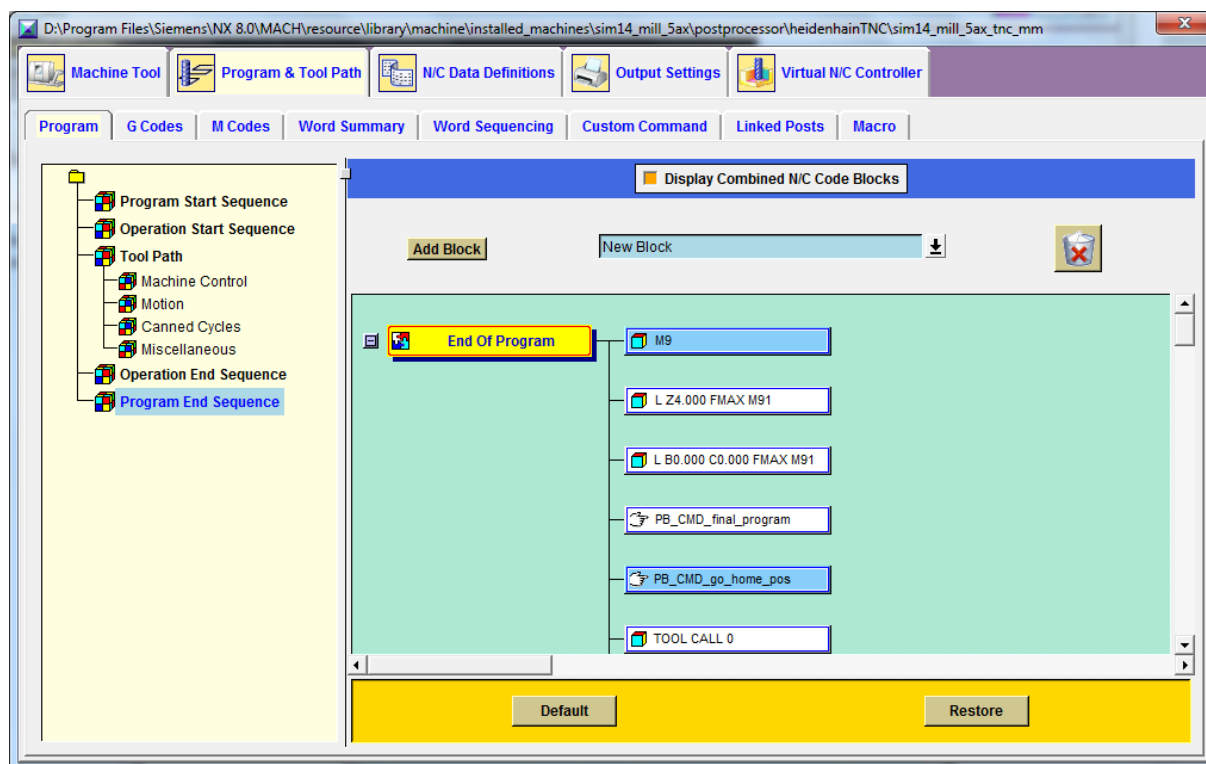 D:\Program Files\Siemens\NX 8.0\MACH\resource\library\machine\installed_machines\sim14_mill_5ax\postprocessor\heidenhainTNC\sim14_mill_5ax_tnc_mm
Machine Tool Program & Tool Path N/C Data Definitions Output Settings Virtual N/C Controller
Program G Codes M Codes Word Summary Word Sequencing Custom Command Linked Posts Macro
Program Start Sequence
Operation Start Sequence
Tool Path
Machine Control
Motion
Canned Cycles
Miscellaneous
Operation End Sequence
Program End Sequence
Display Combined N/C Code Blocks
Add Block New Block
End Of Program M9
L Z4.000 FMAX M91
L B0.000 C0.000 FMAX M91
PB_CMD_final_program
PB_CMD_go_home_pos
TOOL CALL 0
Default Restore